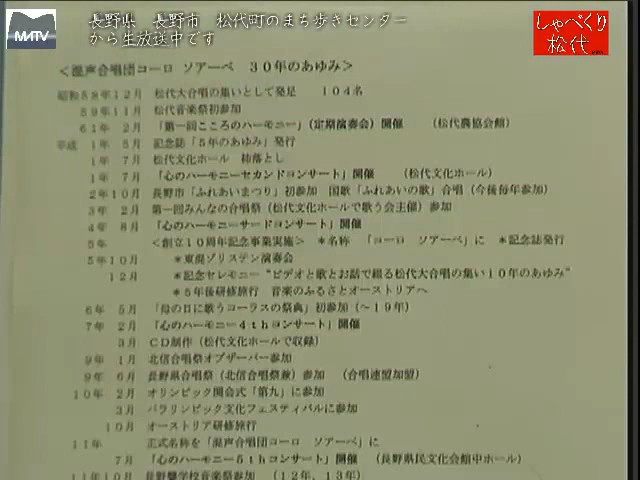 MATV
長野県 長野市 松代町のまち歩きセンター
から生放送中です
しゃべくり
松代
<混声合唱団コーロ ソアーベ 30年のあゆみ>
昭和58年12月 松代大合唱の集いとして発足 104名
59年11月 松代音楽祭初参加
61年 2月 「第一回こころのハーモニー」(定期演奏会)開催 (松代農協会館)
平成 1年 5月 記念誌「5年のあゆみ」発行
1年 7月 松代文化ホール 柿落とし
1年 7月 「心のハーモニーセカンドコンサート」開催 (松代文化ホール)
2年10月 長野市「ふれあいまつり」初参加 国歌「ふれあいの歌」合唱(今後毎年参加)
3年 2月 第一回みんなの合唱祭(松代文化ホールで歌う会主催)参加
4年 8月 「心のハーモニーサードコンサート」開催
5年 <創立10周年記念事業実施> *名称 「コーロ ソアーベ」に *記念誌発行
5年10月 *東混ゾリステン演奏会
12月 *記念セレモニー“ビデオと歌とお話で綴る松代大合唱の集い10年のあゆみ”
*5年後研修旅行 音楽のふるさとオーストリアへ
6年 5月 「母の日に歌うコーラスの祭典」初参加(~19年)
7年 2月 「心のハーモニー4thコンサート」開催
3月 CD制作(松代文化ホールで収録)
9年 1月 北信合唱祭オブザーバー参加
9年 6月 長野県合唱祭(北信合唱祭兼)参加 (合唱連盟加盟)
10年 2月 オリンピック開会式「第九」に参加
3月 パラリンピック文化フェスティバルに参加
10月 オーストリア研修旅行
11年 正式名称を「混声合唱団コーロ ソアーベ」に
7月 「心のハーモニー5thコンサート」開催 (長野県民文化会館中ホール)
11年10月 長野聾学校音楽祭参加 (12年、13年)